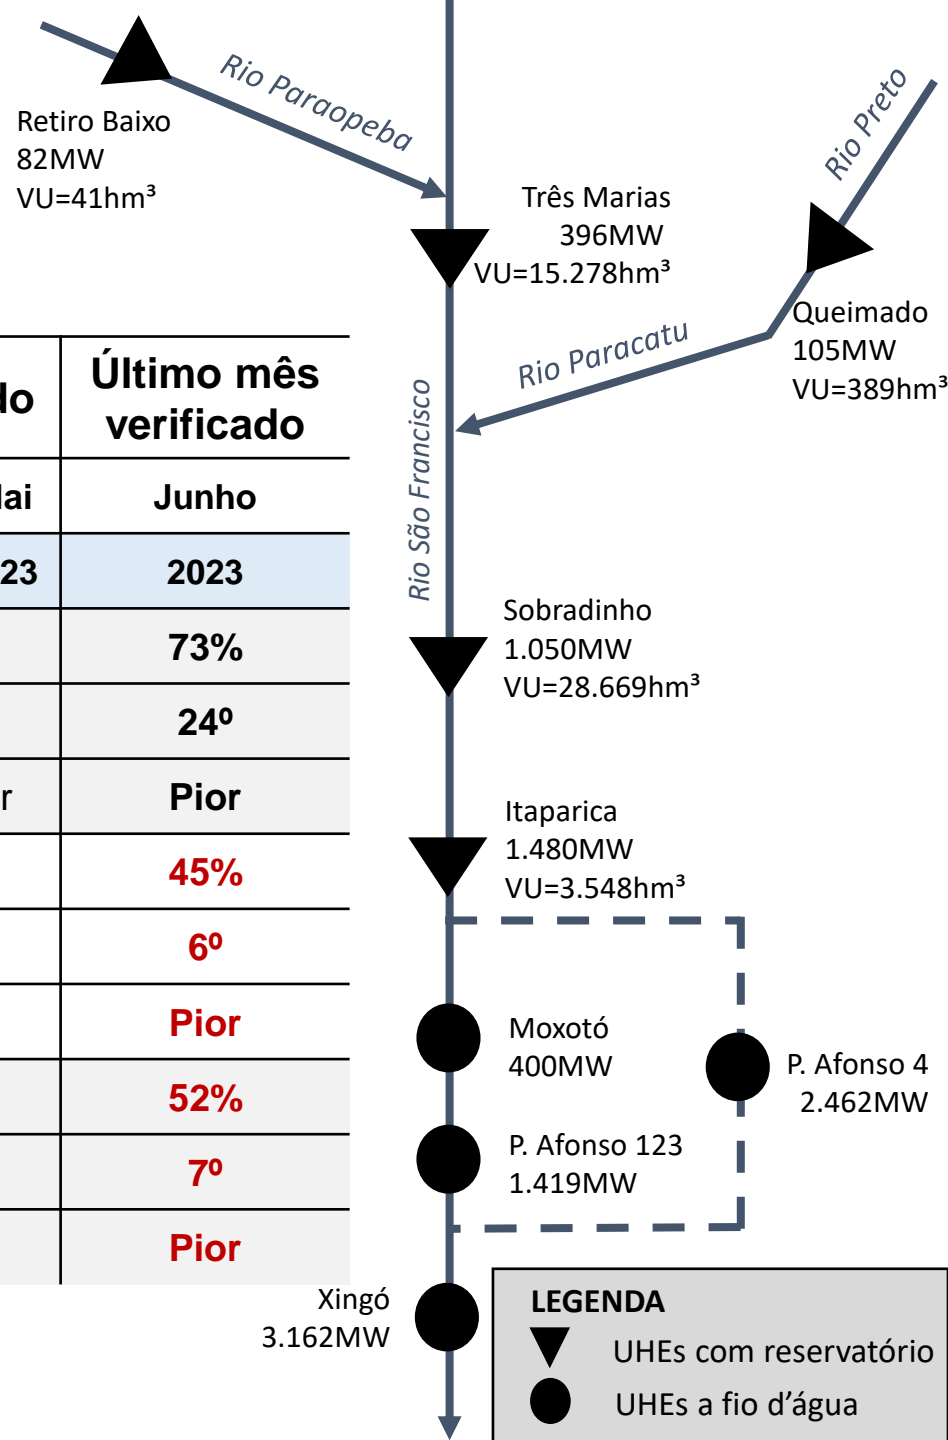 Rio Paraopeba
Retiro Baixo
82MW
VU=41hm³
Rio Preto
Três Marias
396MW
VU=15.278hm³
Queimado
105MW
VU=389hm³
Rio Paracatu
Rio São Francisco
do
Último mês
verificado
lai
Junho
23
2023
73%
24º
r
Pior
45%
6º
Pior
52%
7º
Pior
Sobradinho
1.050MW
VU=28.669hm³
Itaparica
1.480MW
VU=3.548hm³
Moxotó
400MW
P. Afonso 4
2.462MW
P. Afonso 123
1.419MW
Xingó
3.162MW
LEGENDA
UHEs com reservatório
UHEs a fio d'água